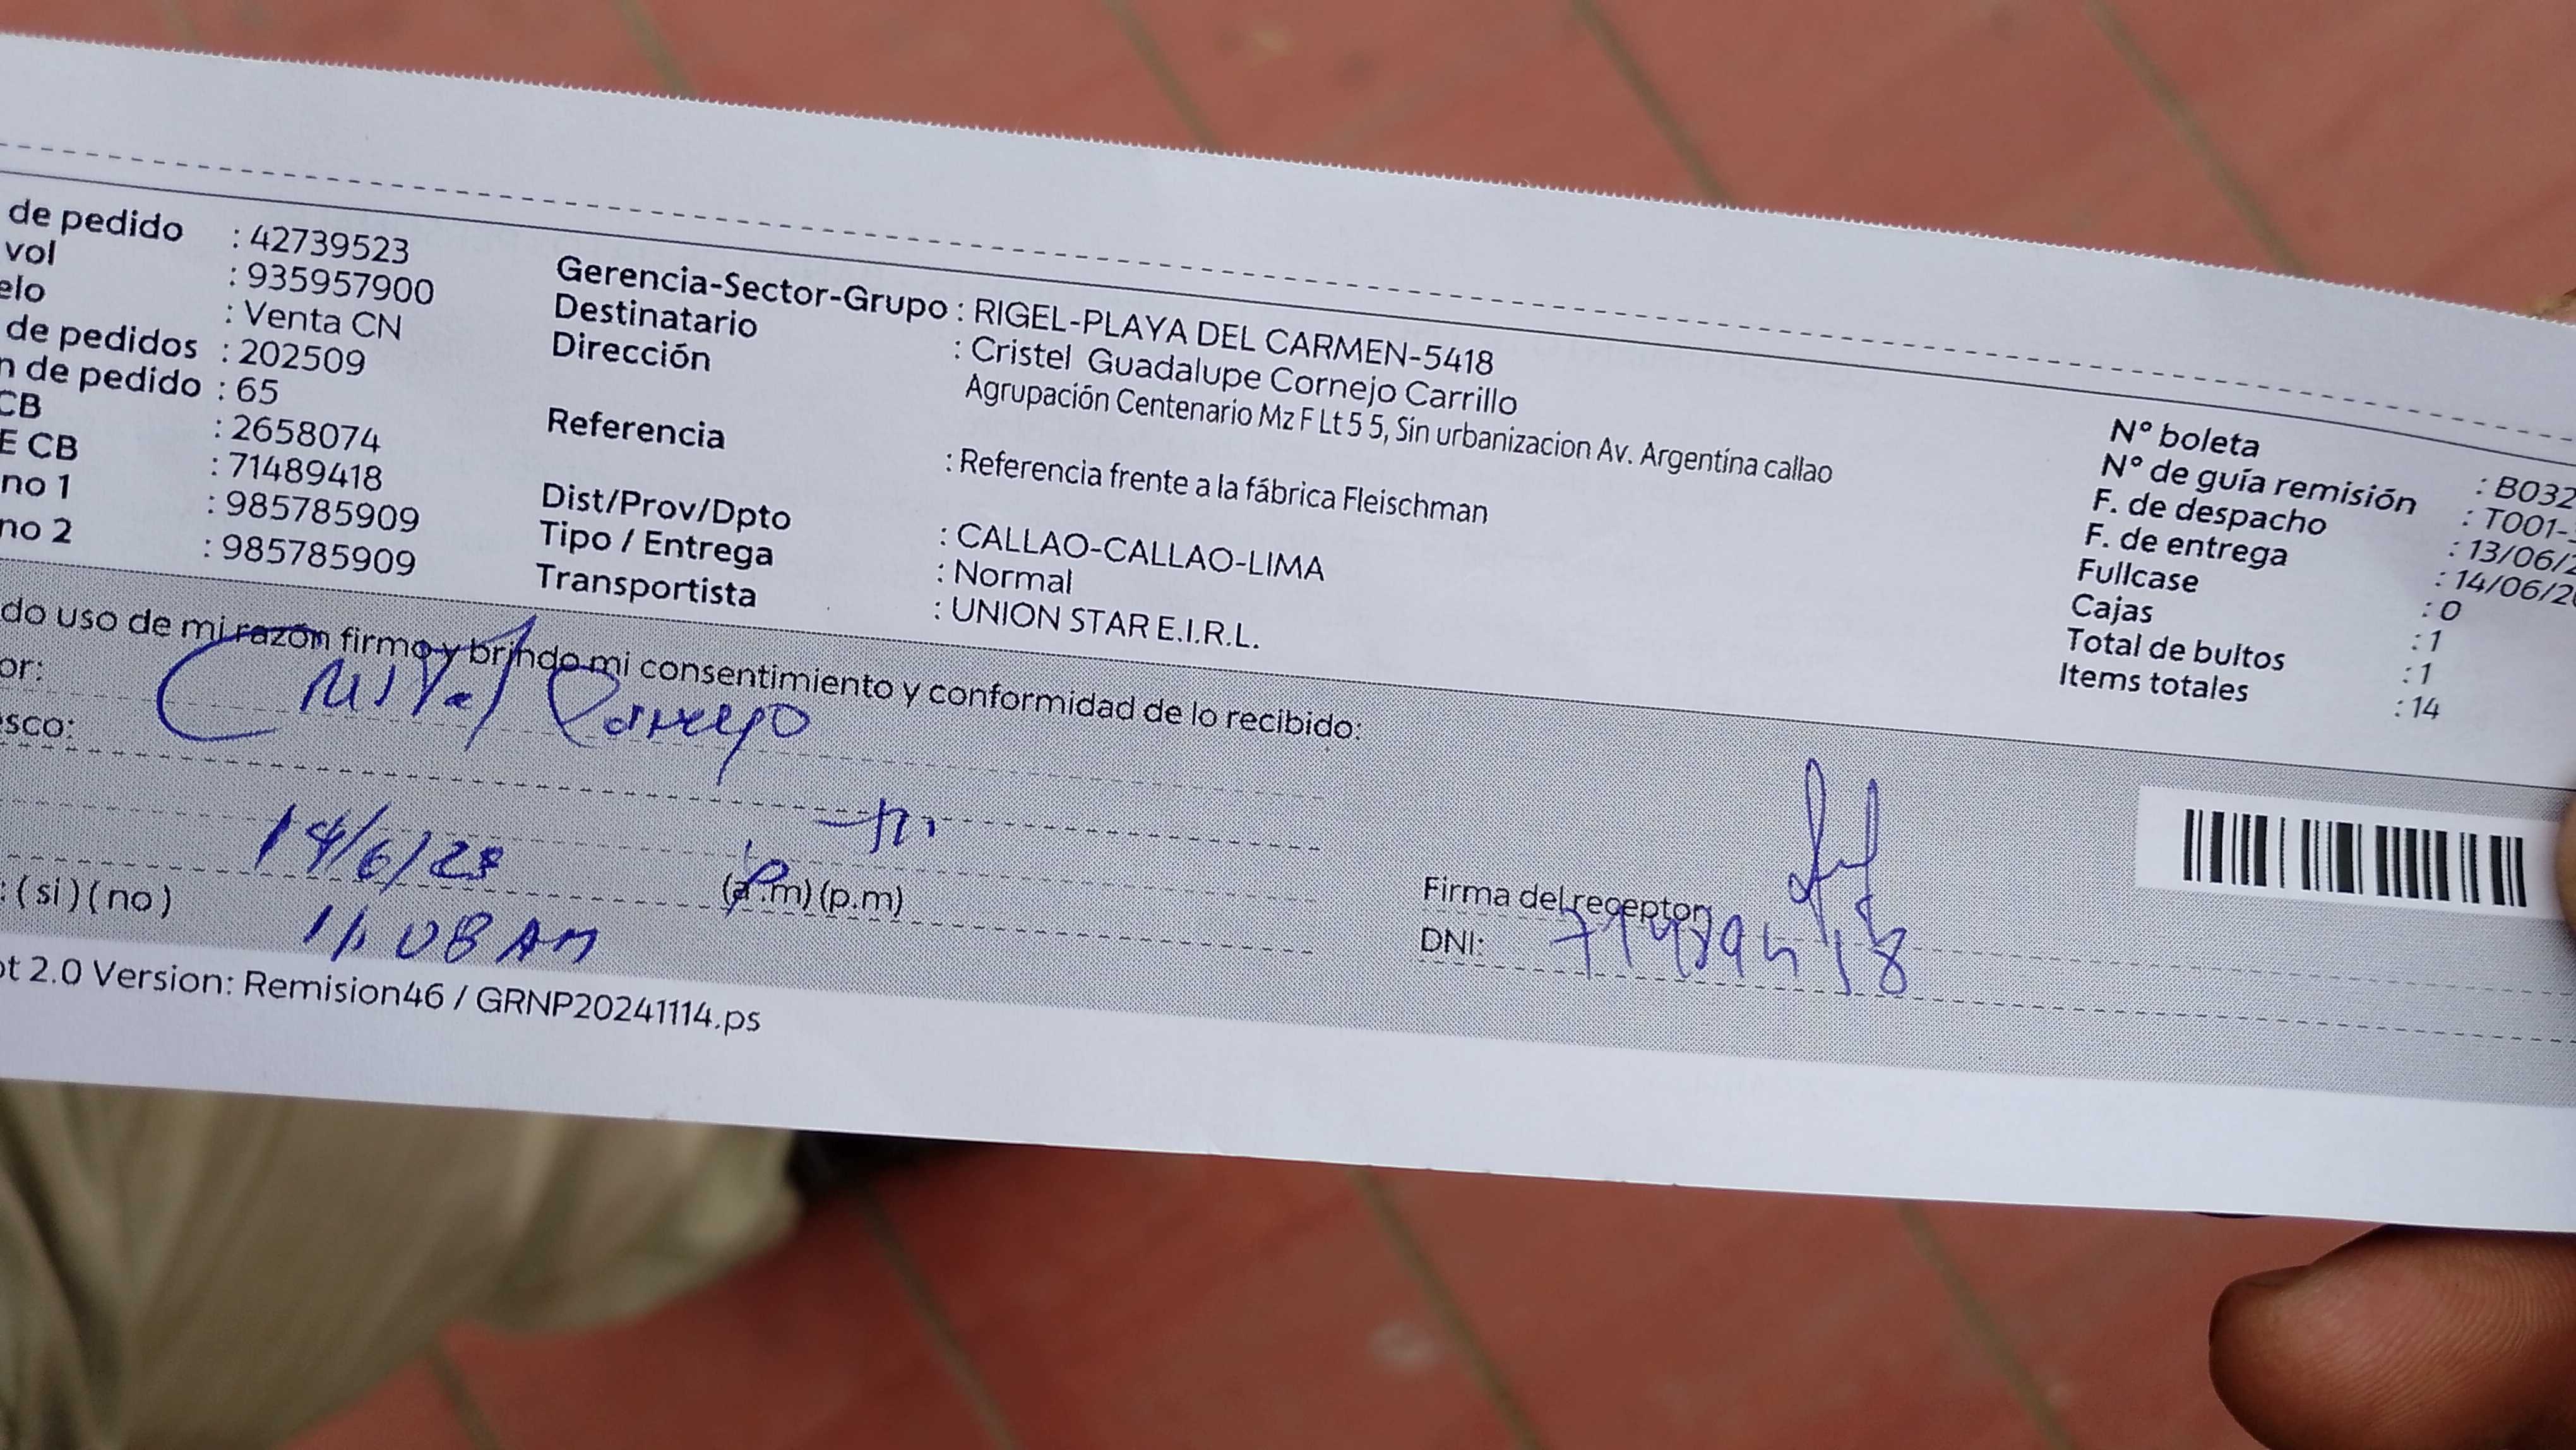 de pedido : 42739523
vol : 935957900
elo : Venta CN
de pedidos : 202509
n de pedido : 65
CB : 2658074
E CB : 71489418
no 1 : 985785909
no 2 : 985785909
Gerencia-Sector-Grupo : RIGEL-PLAYA DEL CARMEN-5418
Destinatario : Cristel Guadalupe Cornejo Carrillo
Dirección Agrupación Centenario Mz F Lt 5 5, Sin urbanizacion Av. Argentina callao
Referencia : Referencia frente a la fábrica Fleischman
Dist/Prov/Dpto : CALLAO-CALLAO-LIMA
Tipo / Entrega : Normal
Transportista : UNION STAR E.I.R.L.
N° boleta : B032
N° de guía remisión : T001-
F. de despacho : 13/06/2
F. de entrega : 14/06/20
Fullcase : 0
Cajas : 1
Total de bultos : 1
Items totales : 14
do uso de mi razón firmo y brindo mi consentimiento y conformidad de lo recibido:
or: Cristel Cornejo
esco:
14/6/25
(a.m) (p.m)
: ( si ) ( no ) 11:08 AM
Firma del receptor
DNI: 71489418
ot 2.0 Version: Remision46 / GRNP20241114.ps